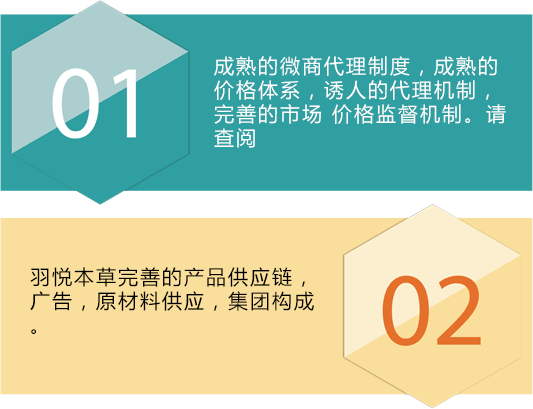 01
成熟的微商代理制度，成熟的
价格体系，诱人的代理机制，
完善的市场 价格监督机制。请
查阅
羽悦本草完善的产品供应链，
广告，原材料供应，集团构成
。
02